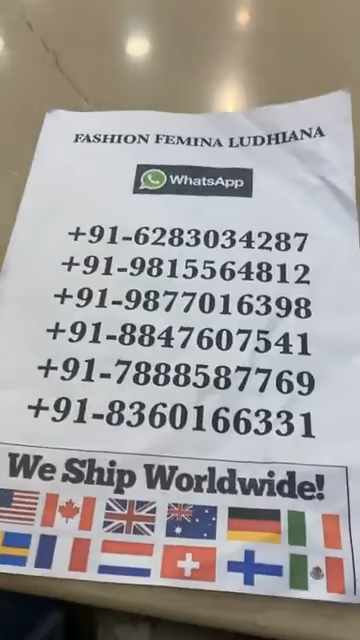 FASHION FEMINA LUDHIANA
WhatsApp
+91-6283034287
+91-9815564812
+91-9877016398
+91-8847607541
+91-7888587769
+91-8360166331
We Ship Worldwide!